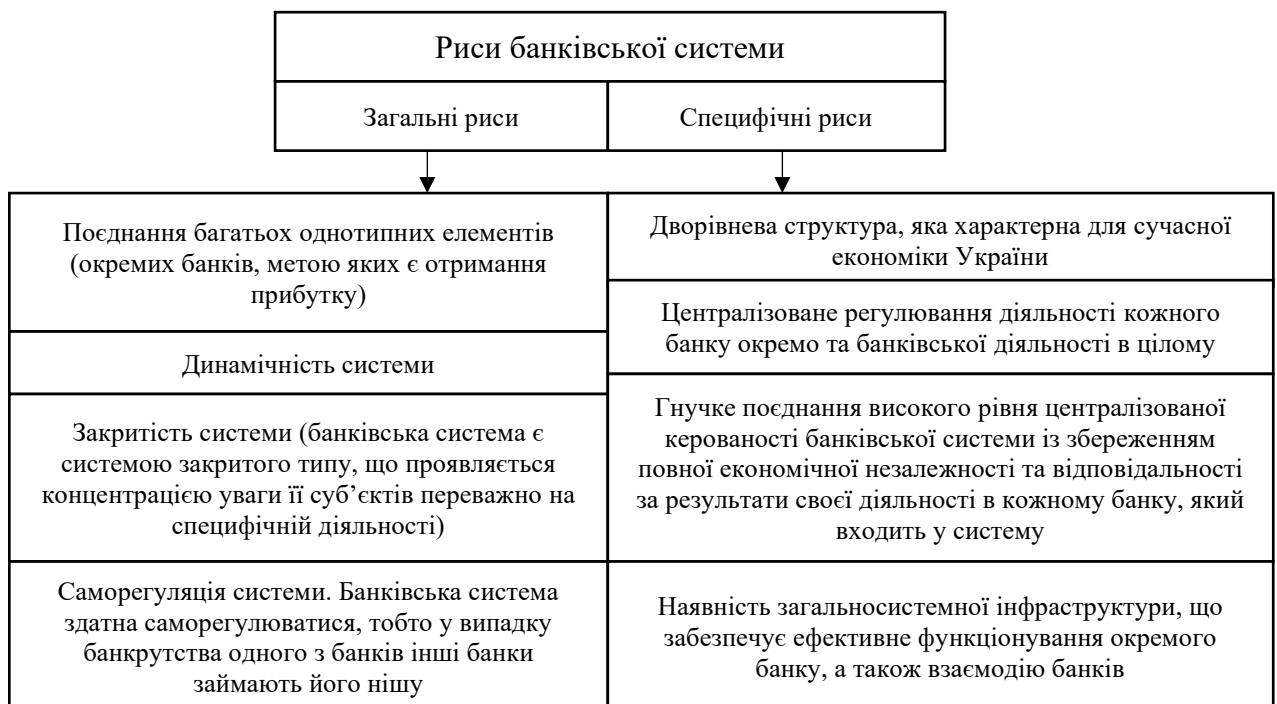 Риси банківської системи
Загальні риси
Специфічні риси
Поєднання багатьох однотипних елементів
(окремих банків, метою яких є отримання
прибутку)
Динамічність системи
Закритість системи (банківська система є
системою закритого типу, що проявляється
концентрацією уваги її суб’єктів переважно на
специфічній діяльності)
Саморегуляція системи. Банківська система
здатна саморегулюватися, тобто у випадку
банкрутства одного з банків інші банки
займають його нішу
Дворівнева структура, яка характерна для сучасної
економіки України
Централізоване регулювання діяльності кожного
банку окремо та банківської діяльності в цілому
Гнучке поєднання високого рівня централізованої
керованості банківської системи із збереженням
повної економічної незалежності та відповідальності
за результати своєї діяльності в кожному банку, який
входить у систему
Наявність загальносистемної інфраструктури, що
забезпечує ефективне функціонування окремого
банку, а також взаємодію банків